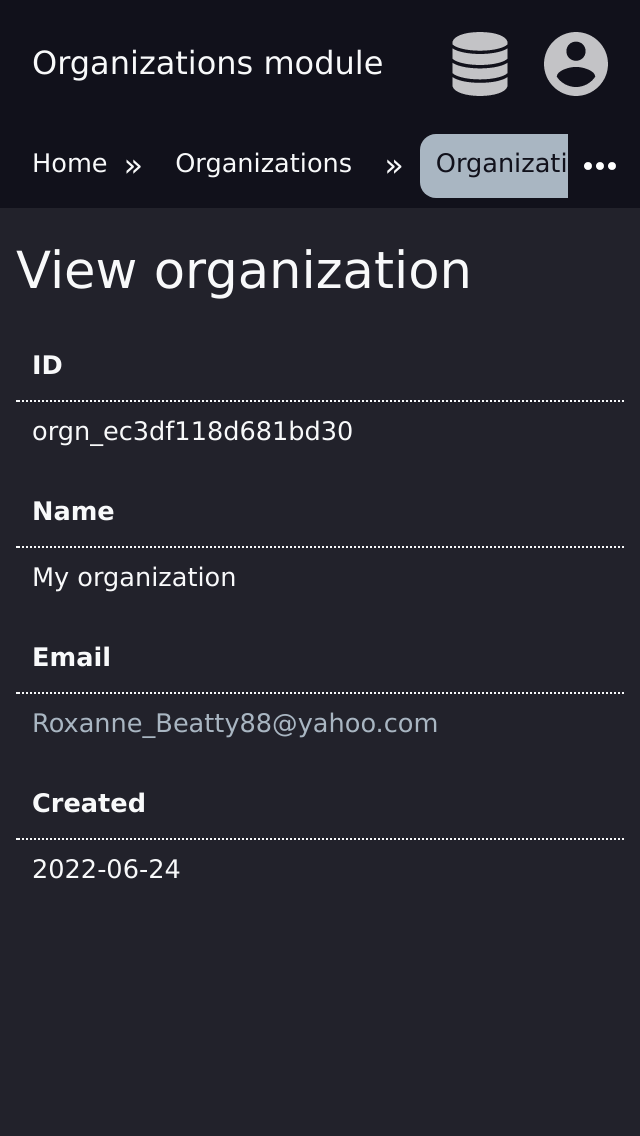 Organizations module
Home » Organizations » Organizati •••
View organization
ID
orgn_ec3df118d681bd30
Name
My organization
Email
Roxanne_Beatty88@yahoo.com
Created
2022-06-24